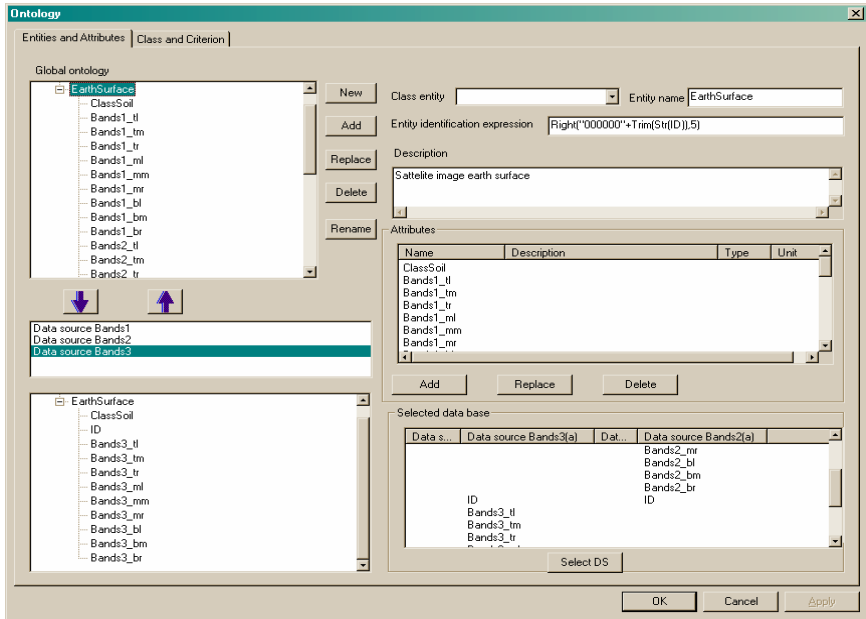 Ontology
Entities and Attributes
Class and Criterion
Global ontology
EarthSurface
ClassSoil
Bands1_tl
Bands1_tm
Bands1_tr
Bands1_ml
Bands1_mm
Bands1_mr
Bands1_bl
Bands1_bm
Bands1_br
Bands2_tl
Bands2_tm
Bands2_tr
New
Add
Replace
Delete
Rename
Class entity
Entity name EarthSurface
Entity identification expression
Right("000000"+Trim(Str(ID)),5)
Description
Sattelite image earth surface
Attributes
Name Description Type Unit
ClassSoil
Bands1_tl
Bands1_tm
Bands1_tr
Bands1_ml
Bands1_mm
Bands1_mr
Add Replace Delete
Data source Bands1
Data source Bands2
Data source Bands3
EarthSurface
ClassSoil
ID
Bands3_tl
Bands3_tm
Bands3_tr
Bands3_ml
Bands3_mm
Bands3_mr
Bands3_bl
Bands3_bm
Bands3_br
Selected data base
Data s... Data source Bands3(a) Dat... Data source Bands2(a)
Bands2_mr
Bands2_bl
Bands2_bm
Bands2_br
ID ID
Bands3_tl
Bands3_tm
Bands3_tr
Select DS
OK Cancel Apply